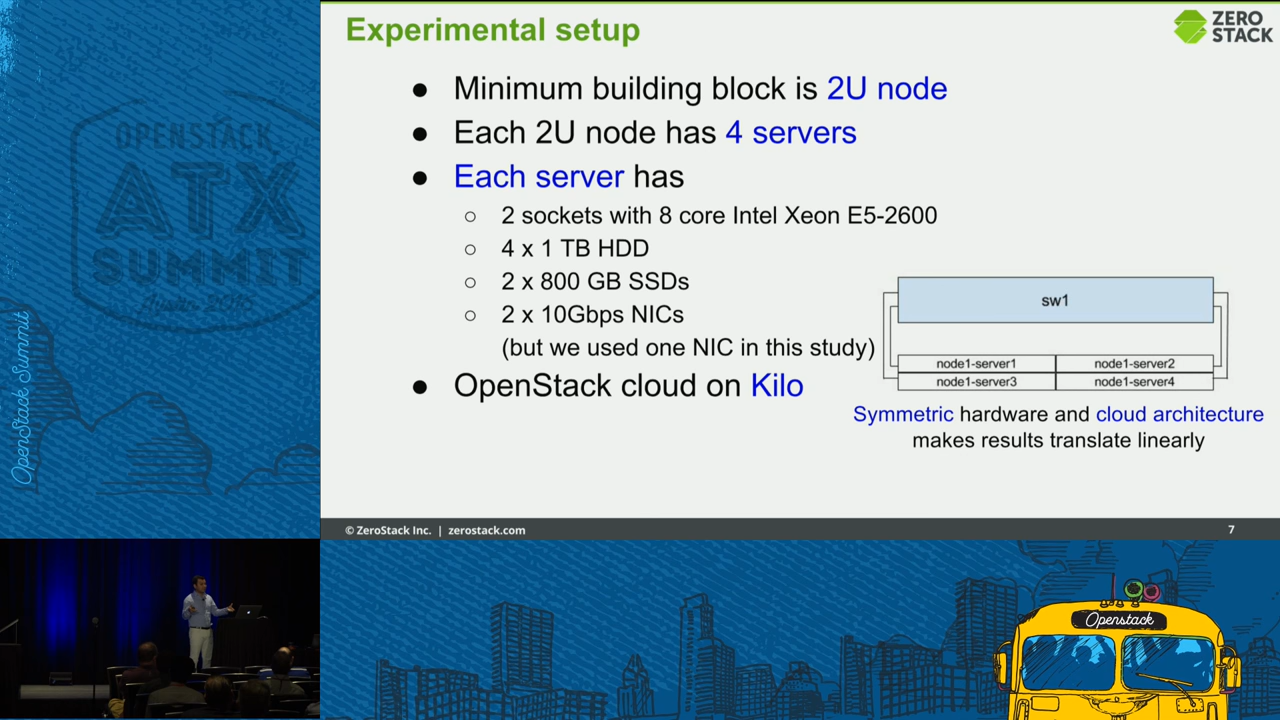 Experimental setup
ZERO
STACK
● Minimum building block is 2U node
● Each 2U node has 4 servers
● Each server has
○ 2 sockets with 8 core Intel Xeon E5-2600
○ 4 x 1 TB HDD
○ 2 x 800 GB SSDs
○ 2 x 10Gbps NICs
(but we used one NIC in this study)
● OpenStack cloud on Kilo
sw1
node1-server1 node1-server2
node1-server3 node1-server4
Symmetric hardware and cloud architecture
makes results translate linearly
© ZeroStack Inc. | zerostack.com
7
OPENSTACK
ATX
SUMMIT
OpenStack Summit
Openstack